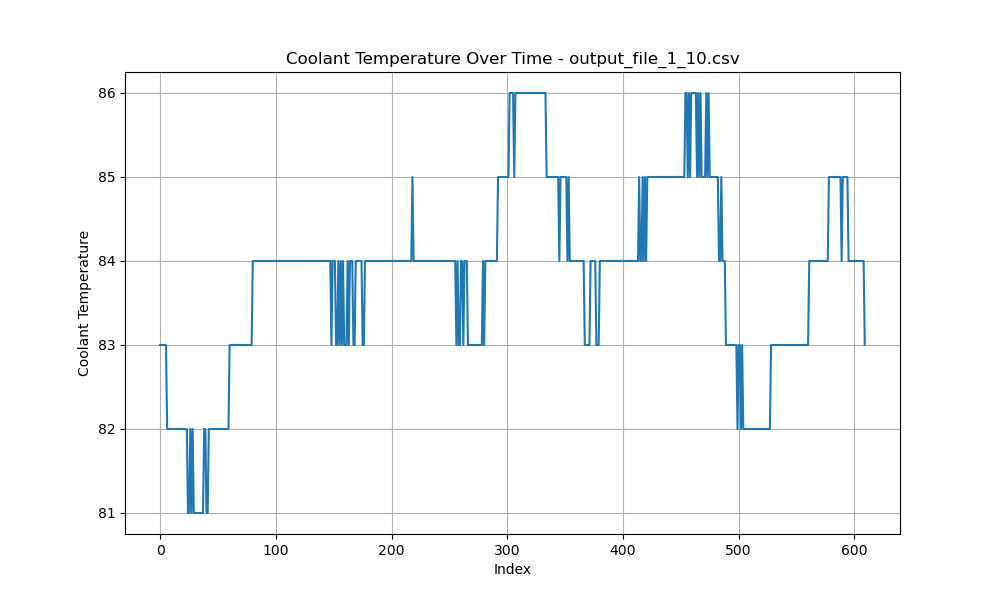 Coolant Temperature Over Time - output_file_1_10.csv
86
85
84
83
82
81
Coolant Temperature
0 100 200 300 400 500 600
Index